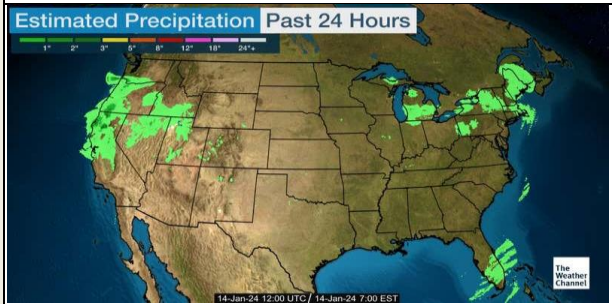 Estimated Precipitation Past 24 Hours
1" 2" 3" 5" 8" 12" 18" 24"+
The
Weather
Channel
14-Jan-24 12:00 UTC / 14-Jan-24 7:00 EST